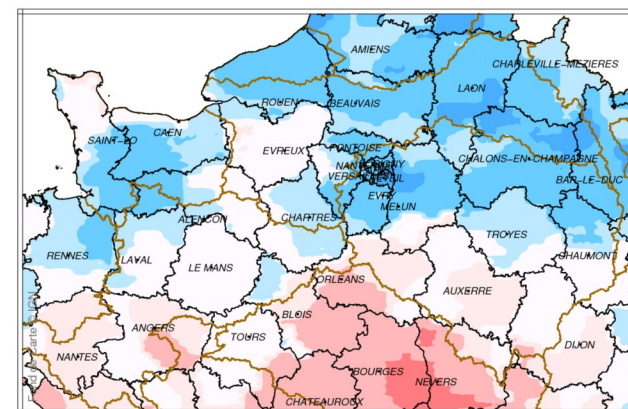 AMIENS
CHARLEVILLE-MEZIERES
LAON
ROUEN
BEAUVAIS
CAEN
SAINT-LO
EVREUX
PONTOISE
CHALONS-EN-CHAMPAGNE
BAR-LE-DUC
EVRY
MELUN
ALENCON
CHARTRES
TROYES
CHAUMONT
RENNES
LAVAL
LE MANS
ORLEANS
AUXERRE
BLOIS
ANGERS
TOURS
NANTES
DIJON
BOURGES
NEVERS
CHATEAUROUX